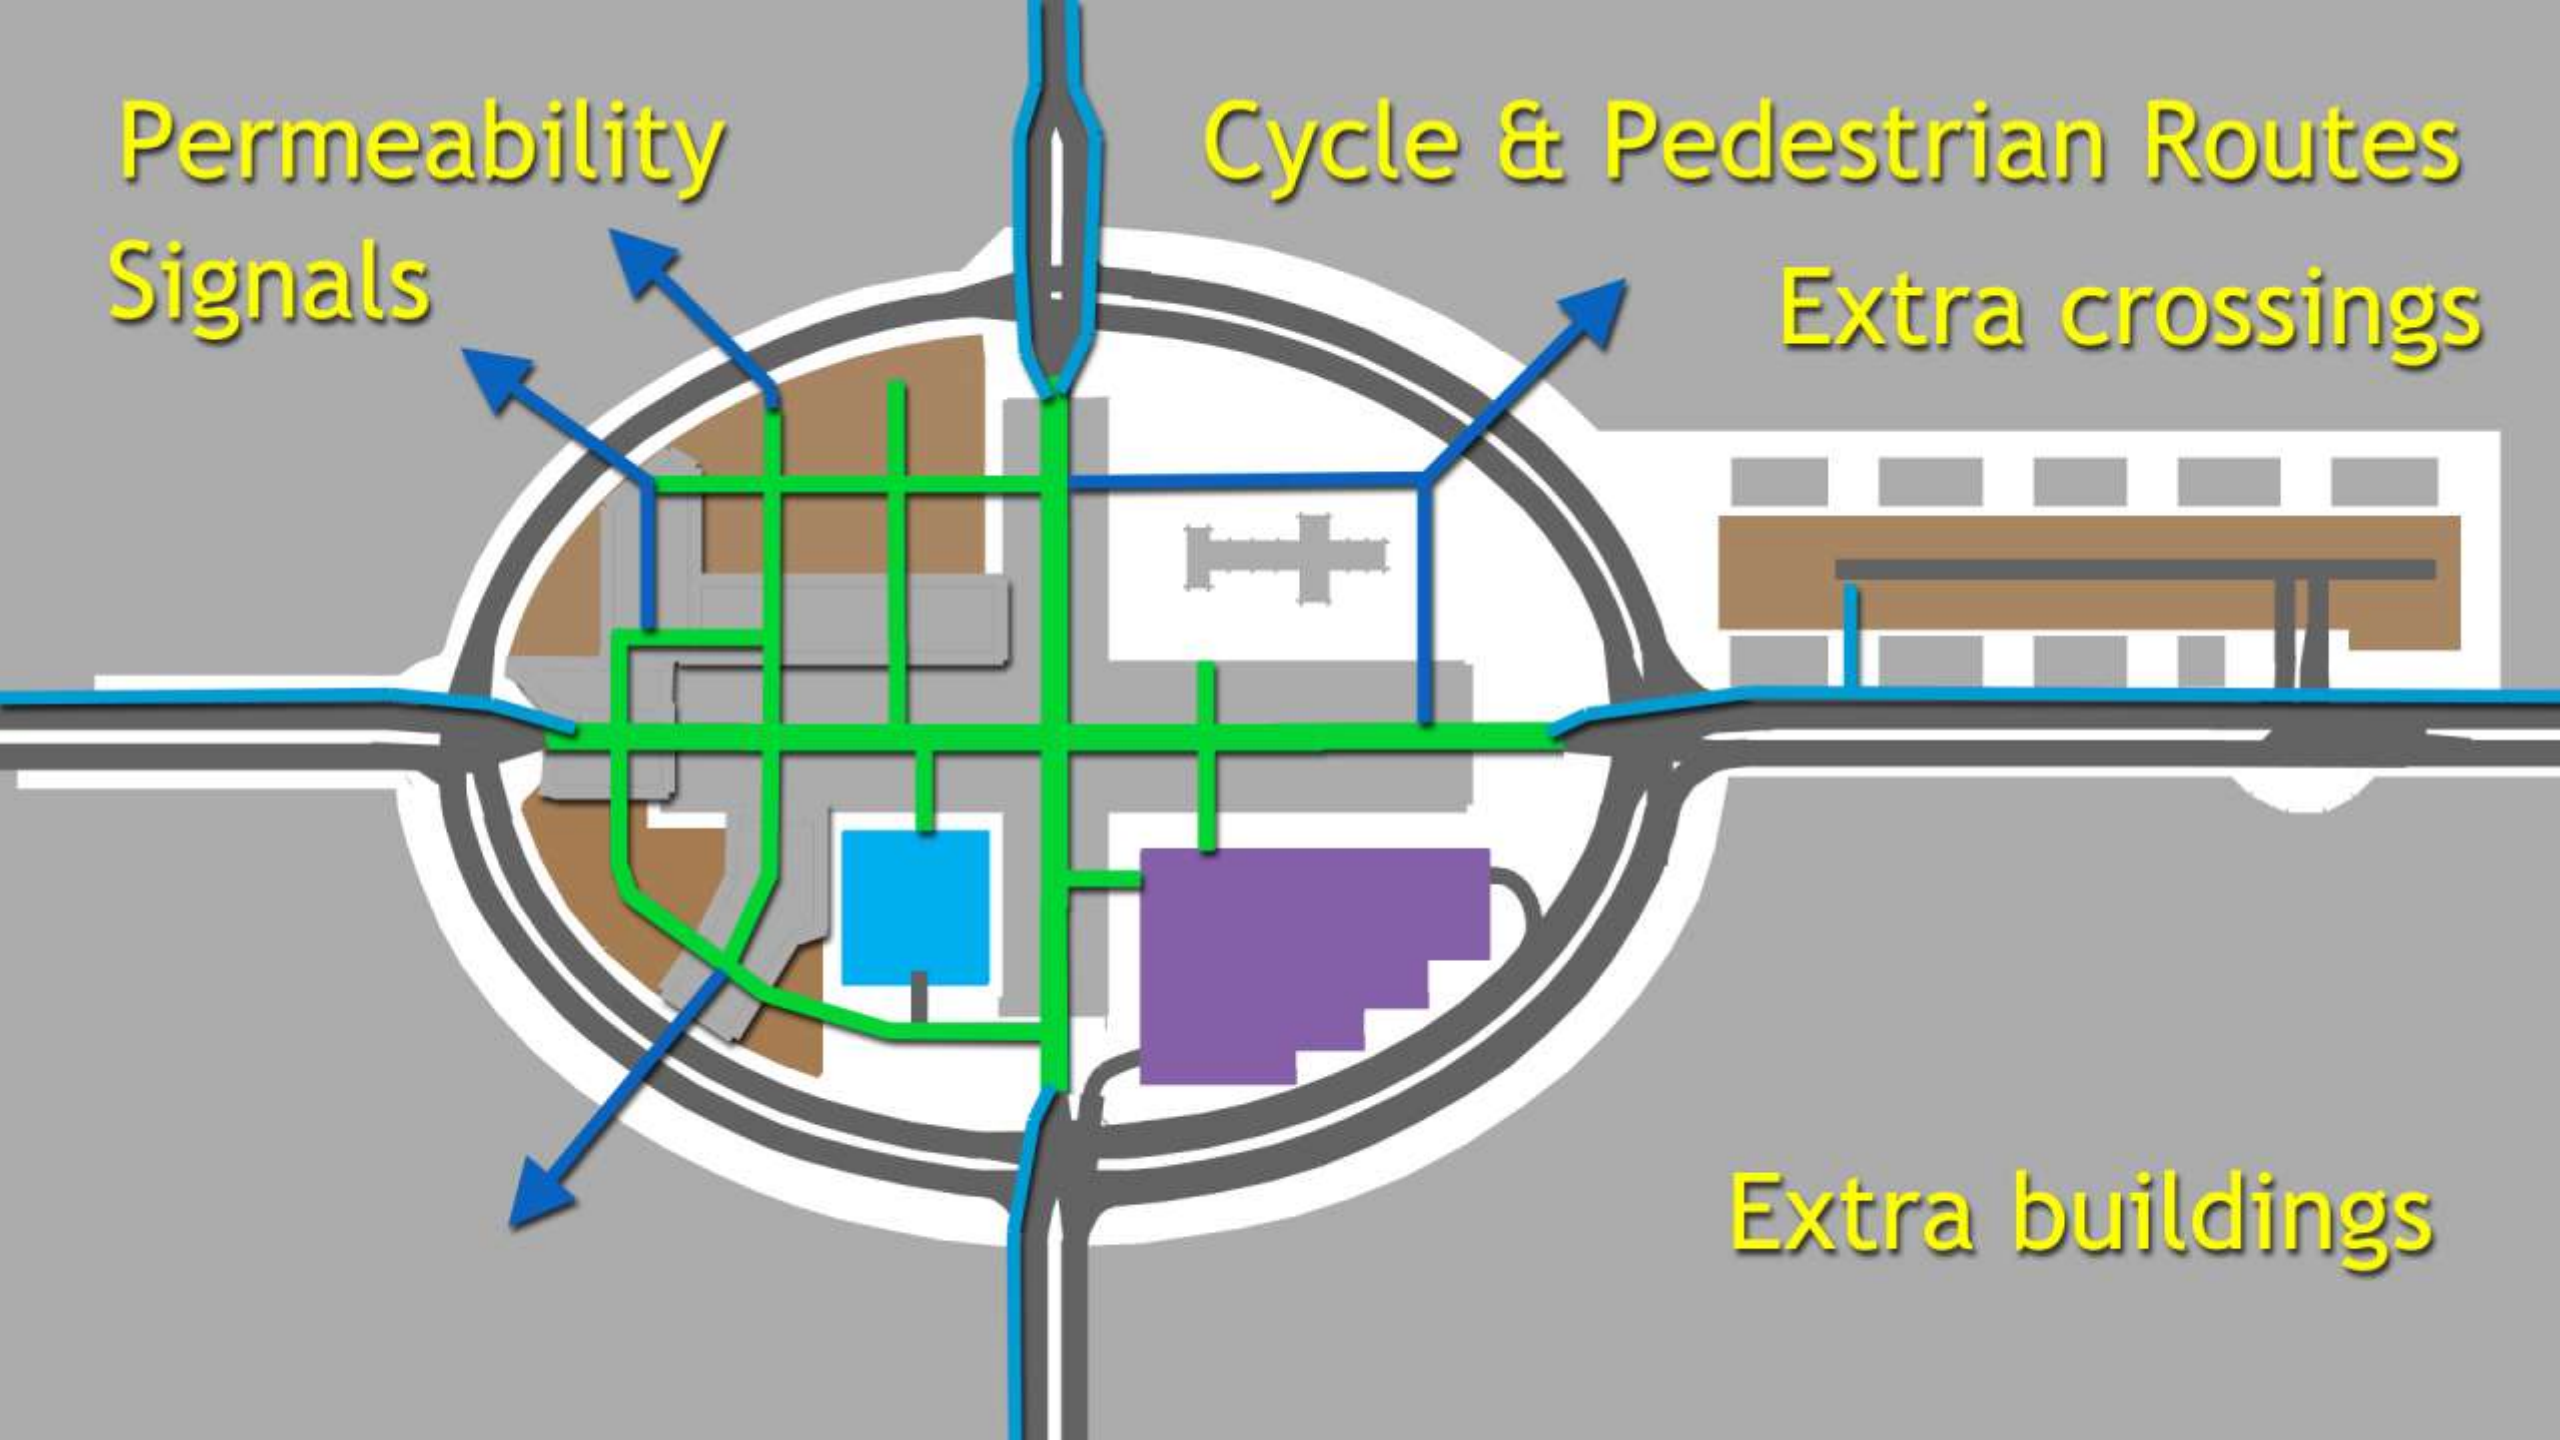 Permeability
Cycle & Pedestrian Routes
Signals
Extra crossings
Extra buildings